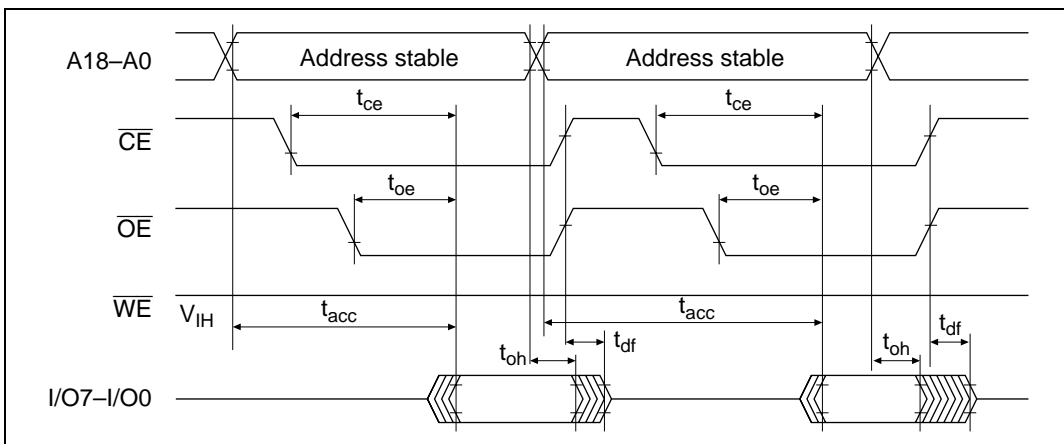 A18–A0 Address stable Address stable
t_ce t_ce
CE
t_oe t_oe
OE
WE V_IH t_acc t_acc
t_oh t_df t_oh t_df
I/O7–I/O0